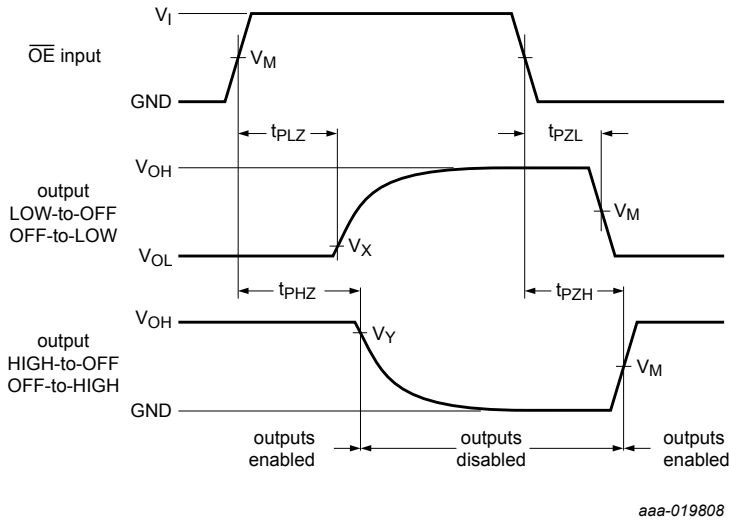 V_I
OE input
V_M
GND
t_PLZ
t_PZL
V_OH
output
LOW-to-OFF
OFF-to-LOW
V_M
V_X
V_OL
t_PHZ
t_PZH
V_OH
output
HIGH-to-OFF
OFF-to-HIGH
V_Y
V_M
GND
outputs
enabled
outputs
disabled
outputs
enabled
aaa-019808